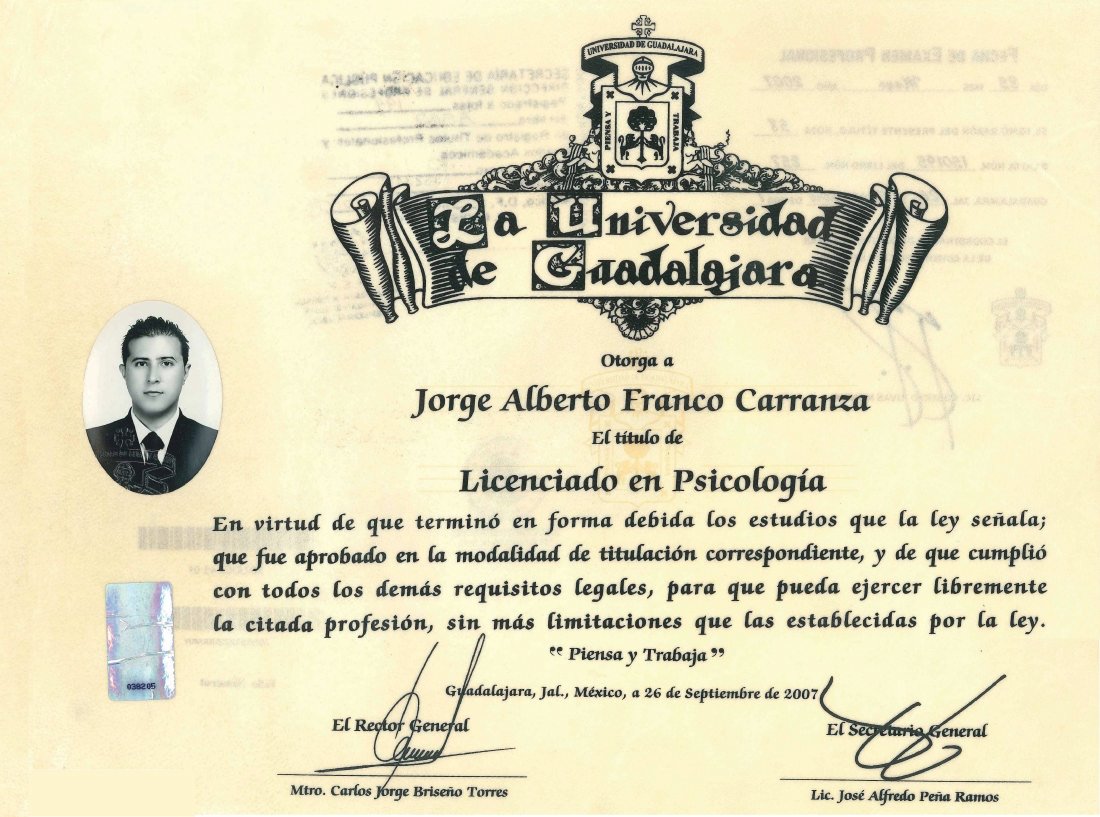 UNIVERSIDAD DE GUADALAJARA
PIENSA Y
TRABAJA
La Universidad
de Guadalajara
Otorga a
Jorge Alberto Franco Carranza
El título de
Licenciado en Psicología
En virtud de que terminó en forma debida los estudios que la ley señala;
que fue aprobado en la modalidad de titulación correspondiente, y de que cumplió
con todos los demás requisitos legales, para que pueda ejercer libremente
la citada profesión, sin más limitaciones que las establecidas por la ley.
“ Piensa y Trabaja ”
Guadalajara, Jal., México, a 26 de Septiembre de 2007
038205
El Rector General
El Secretario General
Mtro. Carlos Jorge Briseño Torres
Lic. José Alfredo Peña Ramos